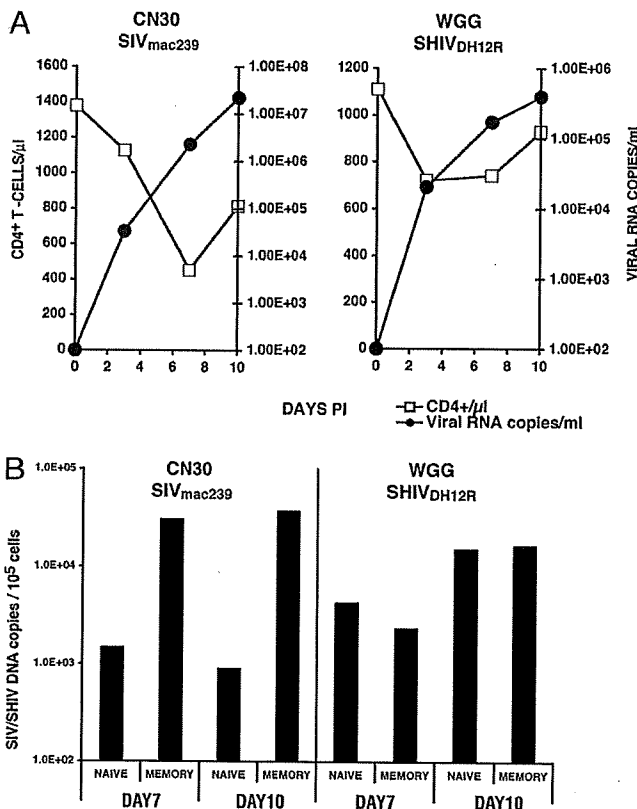 A
CN30
SIVmac239
WGG
SHIVDH12R
CD4+ T -CELLS/µl
1600
1400
1200
1000
800
600
400
200
0
1.00E+08
1.00E+07
1.00E+06
1.00E+05
1.00E+04
1.00E+03
1.00E+02
0 2 4 6 8 10
1200
1000
800
600
400
200
0
1.00E+06
1.00E+05
1.00E+04
1.00E+03
1.00E+02
0 2 4 6 8 10
VIRAL RNA COPIES/ml
DAYS PI
CD4+/µl
Viral RNA copies/ml
B
CN30
SIVmac239
WGG
SHIVDH12R
SIV/SHIV DNA copies / 10⁵ cells
1.0E+05
1.0E+04
1.0E+03
1.0E+02
NAIVE MEMORY NAIVE MEMORY NAIVE MEMORY NAIVE MEMORY
DAY7 DAY10 DAY7 DAY10